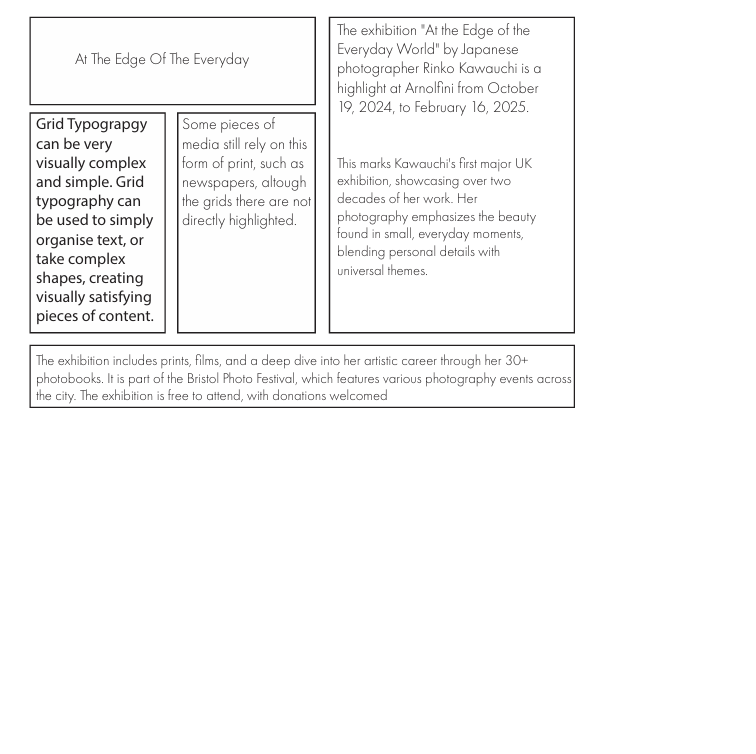 At The Edge Of The Everyday
Grid Typograpgy
can be very
visually complex
and simple. Grid
typography can
be used to simply
organise text, or
take complex
shapes, creating
visually satisfying
pieces of content.
Some pieces of
media still rely on this
form of print, such as
newspapers, altough
the grids there are not
directly highlighted.
The exhibition "At the Edge of the
Everyday World" by Japanese
photographer Rinko Kawauchi is a
highlight at Arnolfini from October
19, 2024, to February 16, 2025.
This marks Kawauchi's first major UK
exhibition, showcasing over two
decades of her work. Her
photography emphasizes the beauty
found in small, everyday moments,
blending personal details with
universal themes.
The exhibition includes prints, films, and a deep dive into her artistic career through her 30+
photobooks. It is part of the Bristol Photo Festival, which features various photography events across
the city. The exhibition is free to attend, with donations welcomed